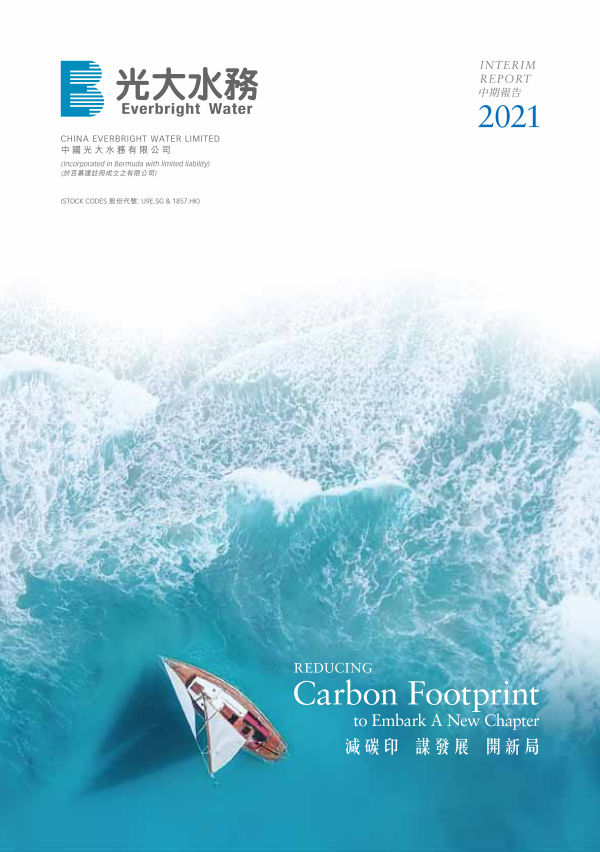 光大水務
Everbright Water
CHINA EVERBRIGHT WATER LIMITED
中國光大水務有限公司
(Incorporated in Bermuda with limited liability)
(於百慕達註冊成立之有限公司)
(STOCK CODES 股份代號: U9E.SG & 1857.HK)
INTERIM
REPORT
中期報告
2021
REDUCING
Carbon Footprint
to Embark A New Chapter
減碳印 謀發展 開新局